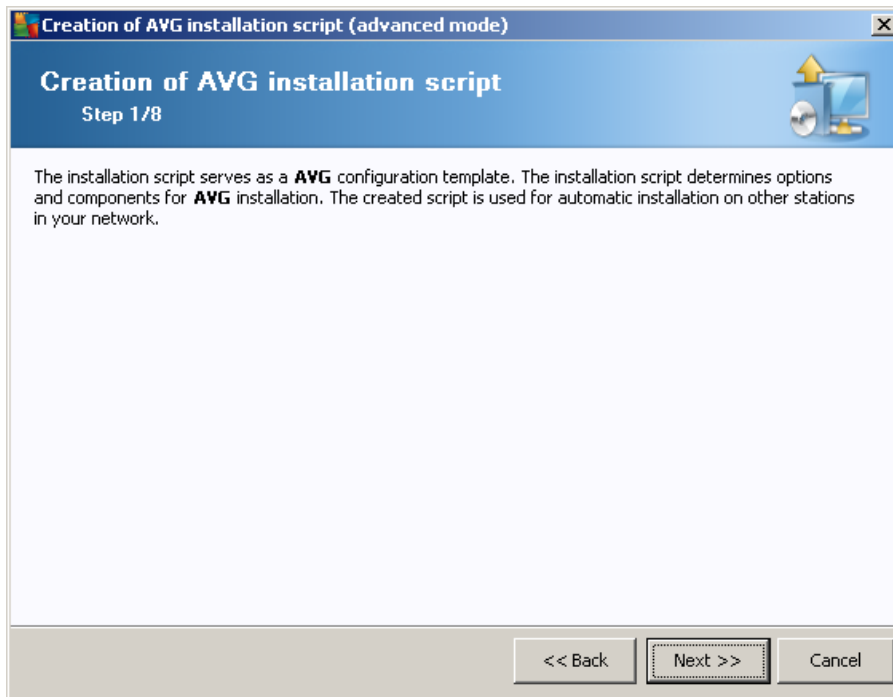 Creation of AVG installation script (advanced mode)
Creation of AVG installation script
Step 1/8
The installation script serves as a AVG configuration template. The installation script determines options
and components for AVG installation. The created script is used for automatic installation on other stations
in your network.
<< Back
Next >>
Cancel